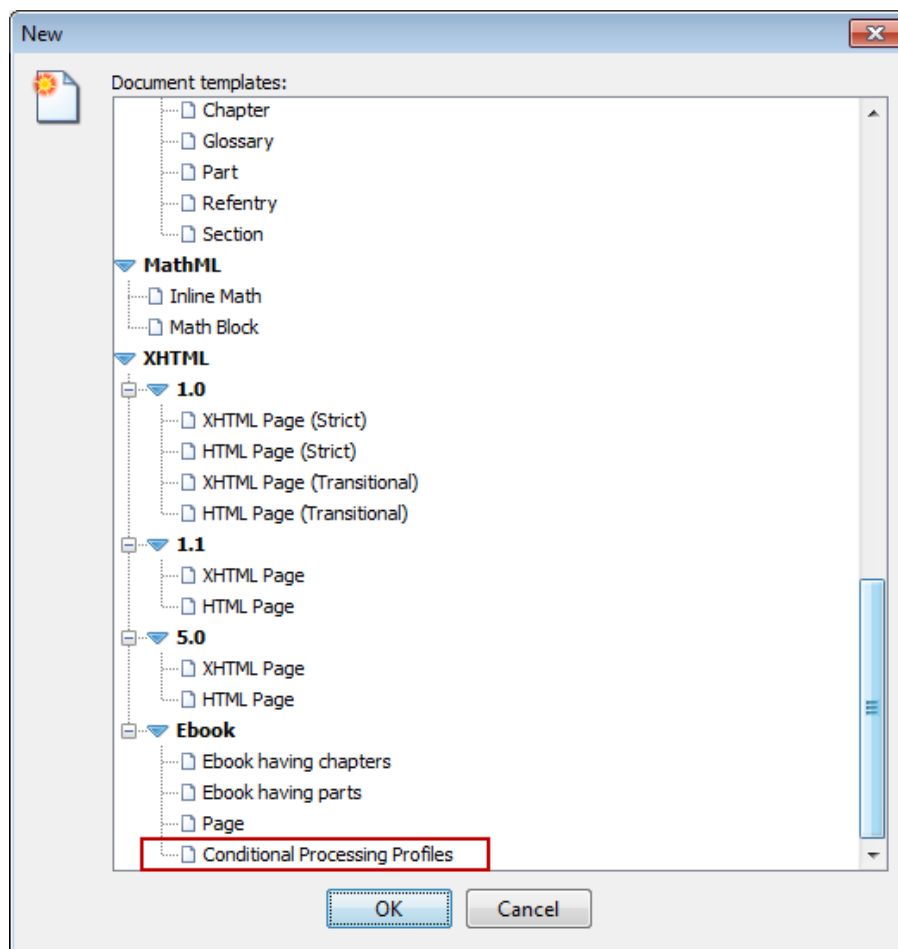 New
Document templates:
Chapter
Glossary
Part
Refentry
Section
MathML
Inline Math
Math Block
XHTML
1.0
XHTML Page (Strict)
HTML Page (Strict)
XHTML Page (Transitional)
HTML Page (Transitional)
1.1
XHTML Page
HTML Page
5.0
XHTML Page
HTML Page
Ebook
Ebook having chapters
Ebook having parts
Page
Conditional Processing Profiles
OK Cancel